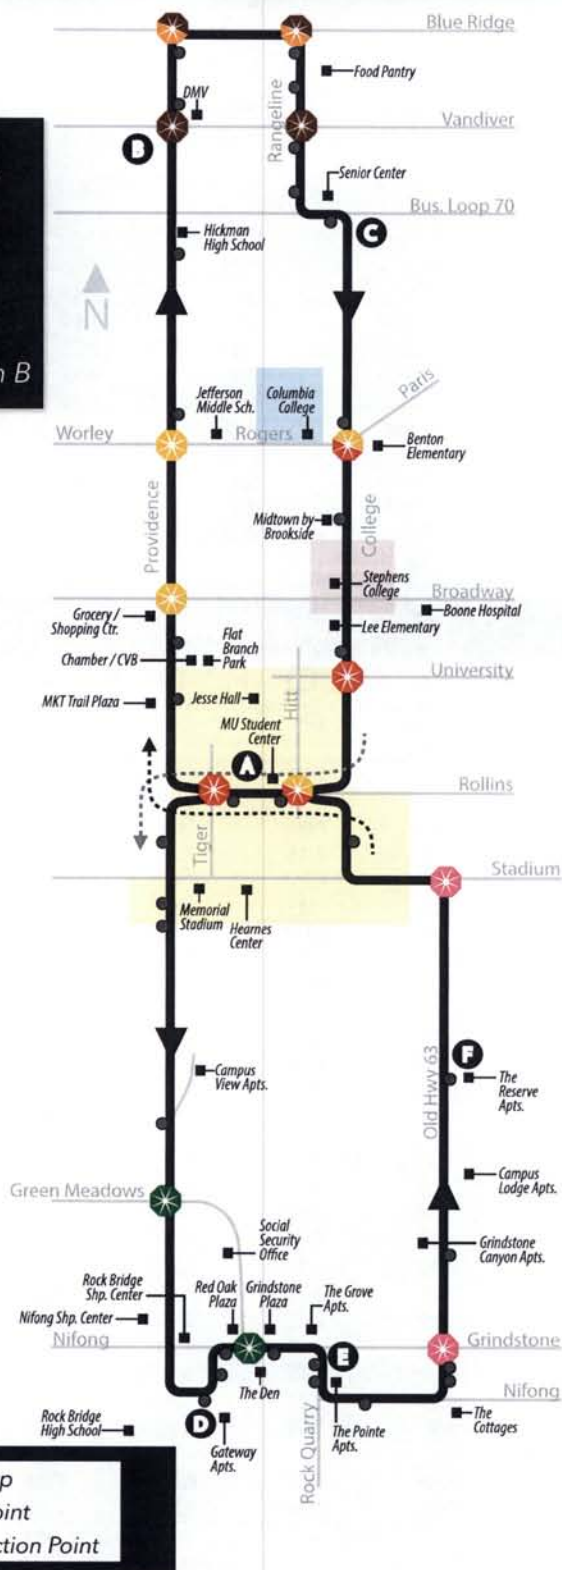 Blue Ridge
Food Pantry
DMV
Rangeline
Vandiver
B
Senior Center
Bus. Loop 70
C
Hickman
High School
N
n B
Paris
Jefferson
Middle Sch.
Columbia
College
Worley
Rogers
Benton
Elementary
Providence
College
Midtown by
Brookside
Stephens
College
Broadway
Boone Hospital
Grocery /
Shopping Ctr.
Lee Elementary
Flat
Branch
Park
Chamber / CVB
University
MKT Trail Plaza
Jesse Hall
Hitt
MU Student
Center
A
Rollins
Tiger
Stadium
Memorial
Stadium
Hearnes
Center
Old Hwy 63
F
Campus
View Apts.
The
Reserve
Apts.
Campus
Lodge Apts.
Green Meadows
Social
Security
Office
Grindstone
Canyon Apts.
Rock Bridge
Shp. Center
Red Oak
Plaza
Grindstone
Plaza
The Grove
Apts.
Nifong Shp. Center
Nifong
Grindstone
E
The Den
Nifong
D
Rock Bridge
High School
Gateway
Apts.
Rock Quarry
The Pointe
Apts.
The
Cottages
p
oint
ction Point